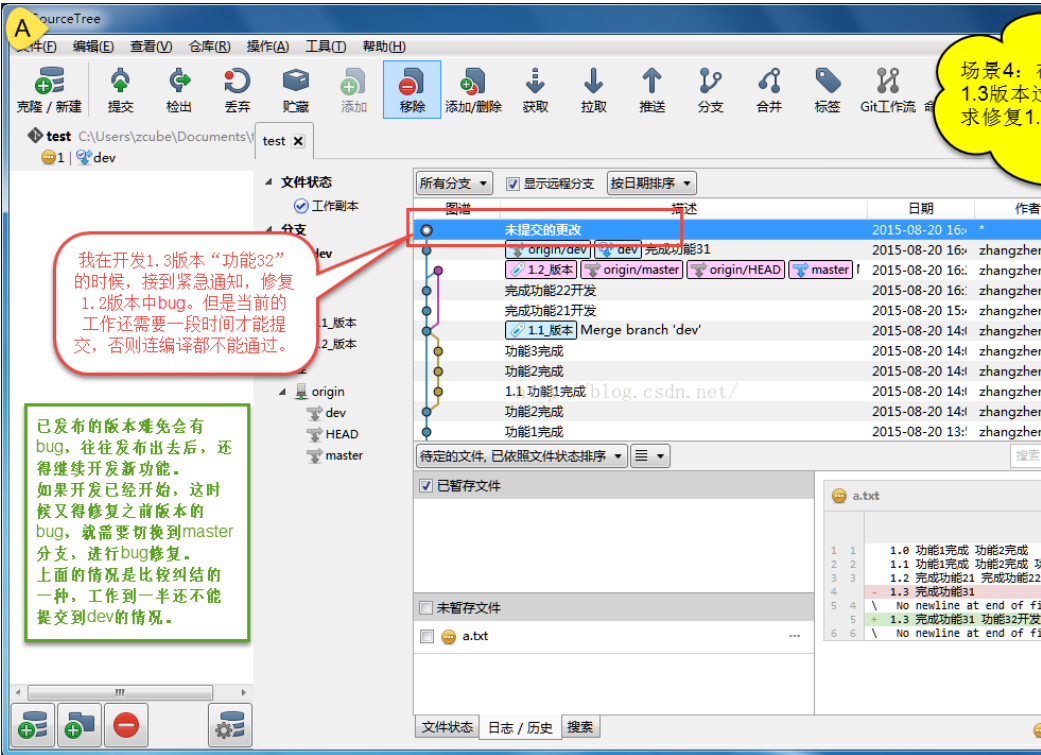 A
SourceTree
场景4：
1.3版本
求修复1.
文件(F) 编辑(E) 查看(V) 仓库(R) 操作(A) 工具(T) 帮助(H)
克隆 / 新建 提交 检出 丢弃 贮藏 添加 移除 添加/删除 获取 拉取 推送 分支 合并 标签 Git工作流
test C:\Users\zcube\Documents\
1 dev
test
文件状态
工作副本
分支
dev
1_版本
2_版本
origin
dev
HEAD
master
所有分支 显示远程分支 按日期排序
图谱 描述 日期 作者
未提交的更改 2015-08-20 16: *
origin/dev dev 完成功能31 2015-08-20 16: zhangzhen
1.2_版本 origin/master origin/HEAD master 2015-08-20 16: zhangzhen
完成功能22开发 2015-08-20 16: zhangzhen
完成功能21开发 2015-08-20 15: zhangzhen
1.1_版本 Merge branch 'dev' 2015-08-20 14: zhangzhen
功能3完成 2015-08-20 14: zhangzhen
功能2完成 2015-08-20 14: zhangzhen
1.1 功能1完成 2015-08-20 14: zhangzhen
功能2完成 2015-08-20 14: zhangzhen
功能1完成 2015-08-20 13: zhangzhen
blog.csdn.net/
我在开发1.3版本“功能32”
的时候，接到紧急通知，修复
1.2版本中bug。但是当前的
工作还需要一段时间才能提
交，否则连编译都不能通过。
已发布的版本难免会有
bug，往往发布出去后，还
得继续开发新功能。
如果开发已经开始，这时
候又得修复之前版本的
bug，就需要切换到master
分支，进行bug修复。
上面的情况是比较纠结的
一种，工作到一半还不能
提交到dev的情况。
待定的文件, 已依照文件状态排序
搜索
已暂存文件
未暂存文件
a.txt ...
a.txt
1 1 1.0 功能1完成 功能2完成
2 2 1.1 功能1完成 功能2完成
3 3 1.2 完成功能21 完成功能22
4 - 1.3 完成功能31
5 4 \ No newline at end of fi
5 + 1.3 完成功能31 功能32开发
6 6 \ No newline at end of fi
文件状态 日志 / 历史 搜索